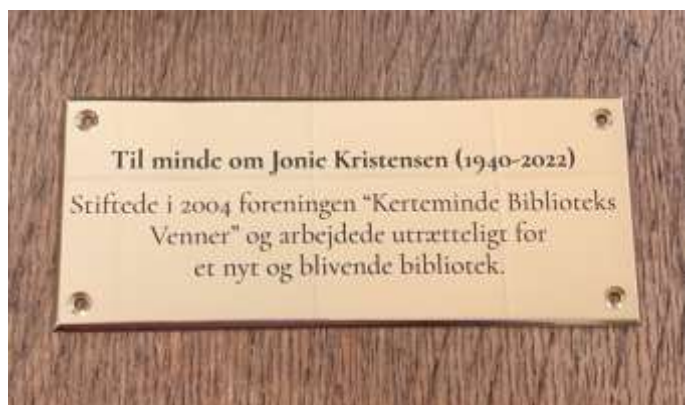 Til minde om Jonie Kristensen (1940-2022)
Stiftede i 2004 foreningen “Kerteminde Biblioteks
Venner” og arbejdede utrætteligt for
et nyt og blivende bibliotek.